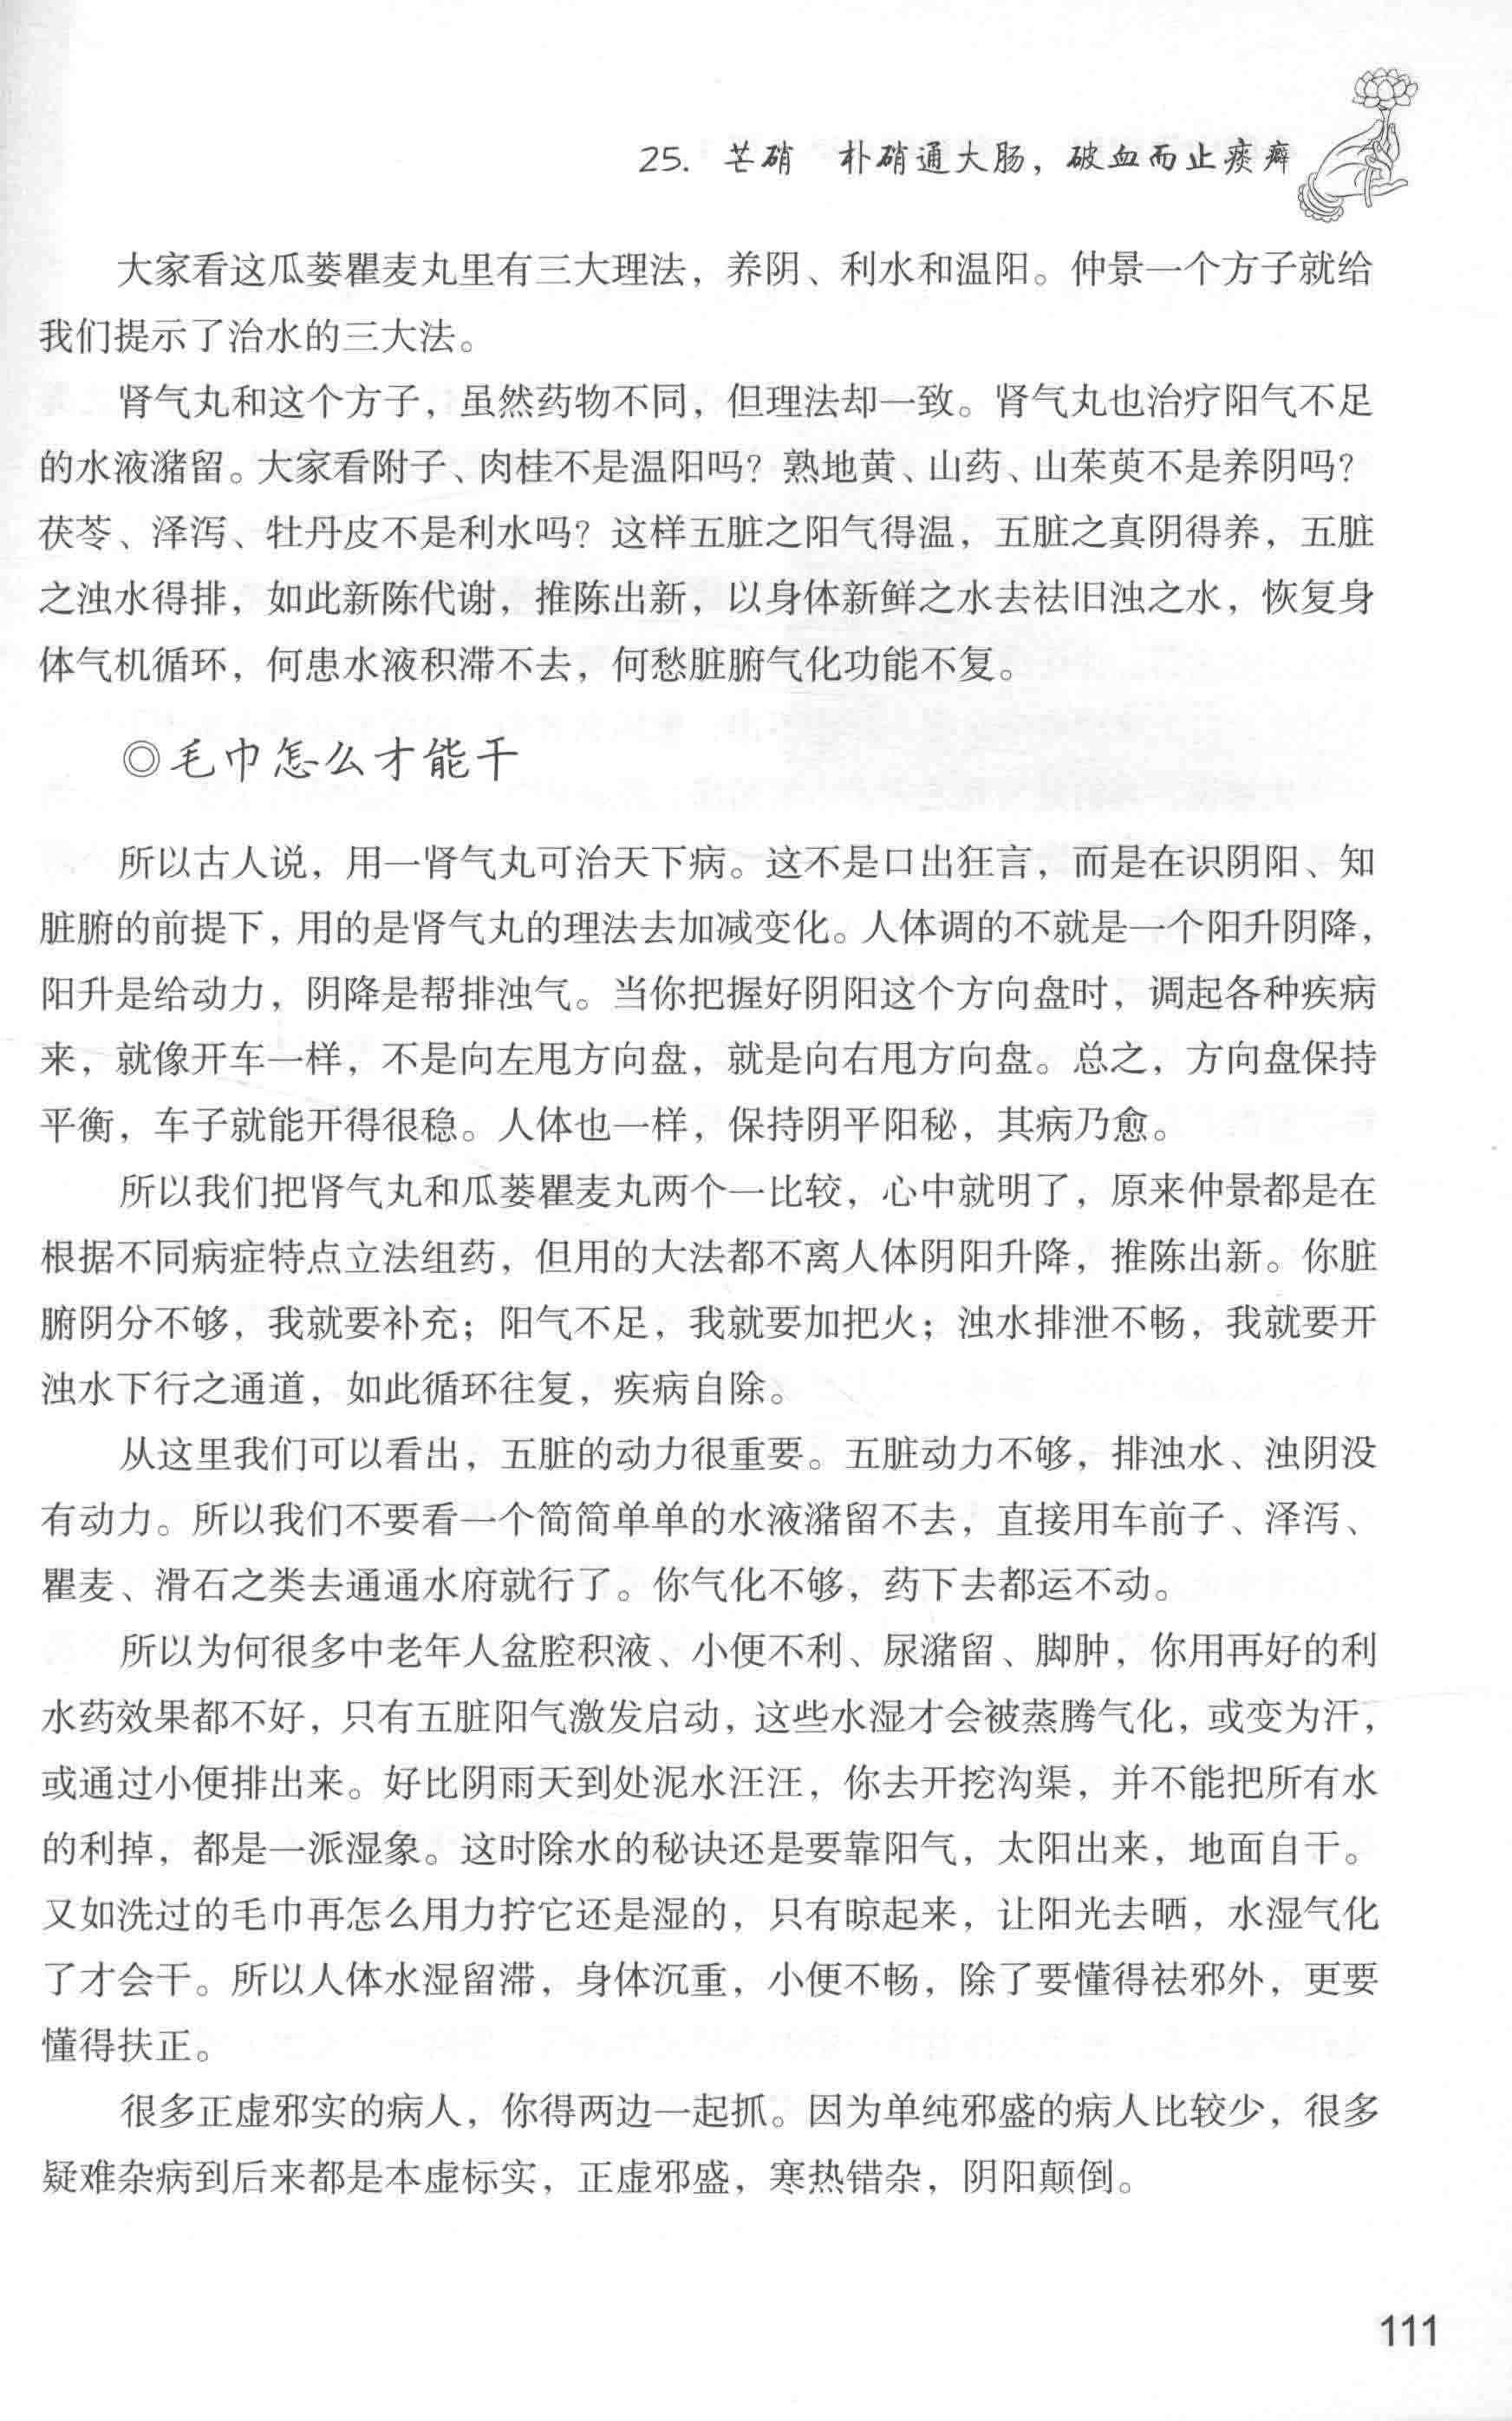 25. 芒硝　朴硝通大肠，破血而止痰癖
大家看这瓜蒌瞿麦丸里有三大理法，养阴、利水和温阳。仲景一个方子就给
我们提示了治水的三大法。
肾气丸和这个方子，虽然药物不同，但理法却一致。肾气丸也治疗阳气不足
的水液潴留。大家看附子、肉桂不是温阳吗？熟地黄、山药、山茱萸不是养阴吗？
茯苓、泽泻、牡丹皮不是利水吗？这样五脏之阳气得温，五脏之真阴得养，五脏
之浊水得排，如此新陈代谢，推陈出新，以身体新鲜之水去祛旧浊之水，恢复身
体气机循环，何患水液积滞不去，何愁脏腑气化功能不复。
◎毛巾怎么才能干
所以古人说，用一肾气丸可治天下病。这不是口出狂言，而是在识阴阳、知
脏腑的前提下，用的是肾气丸的理法去加减变化。人体调的不就是一个阳升阴降，
阳升是给动力，阴降是帮排浊气。当你把握好阴阳这个方向盘时，调起各种疾病
来，就像开车一样，不是向左甩方向盘，就是向右甩方向盘。总之，方向盘保持
平衡，车子就能开得很稳。人体也一样，保持阴平阳秘，其病乃愈。
所以我们把肾气丸和瓜蒌瞿麦丸两个一比较，心中就明了，原来仲景都是在
根据不同病症特点立法组药，但用的大法都不离人体阴阳升降，推陈出新。你脏
腑阴分不够，我就要补充；阳气不足，我就要加把火；浊水排泄不畅，我就要开
浊水下行之通道，如此循环往复，疾病自除。
从这里我们可以看出，五脏的动力很重要。五脏动力不够，排浊水、浊阴没
有动力。所以我们不要看一个简简单单的水液潴留不去，直接用车前子、泽泻、
瞿麦、滑石之类去通通水府就行了。你气化不够，药下去都运不动。
所以为何很多中老年人盆腔积液、小便不利、尿潴留、脚肿，你用再好的利
水药效果都不好，只有五脏阳气激发启动，这些水湿才会被蒸腾气化，或变为汗，
或通过小便排出来。好比阴雨天到处泥水汪汪，你去开挖沟渠，并不能把所有水
的利掉，都是一派湿象。这时除水的秘诀还是要靠阳气，太阳出来，地面自干。
又如洗过的毛巾再怎么用力拧它还是湿的，只有晾起来，让阳光去晒，水湿气化
了才会干。所以人体水湿留滞，身体沉重，小便不畅，除了要懂得祛邪外，更要
懂得扶正。
很多正虚邪实的病人，你得两边一起抓。因为单纯邪盛的病人比较少，很多
疑难杂病到后来都是本虚标实，正虚邪盛，寒热错杂，阴阳颠倒。
111